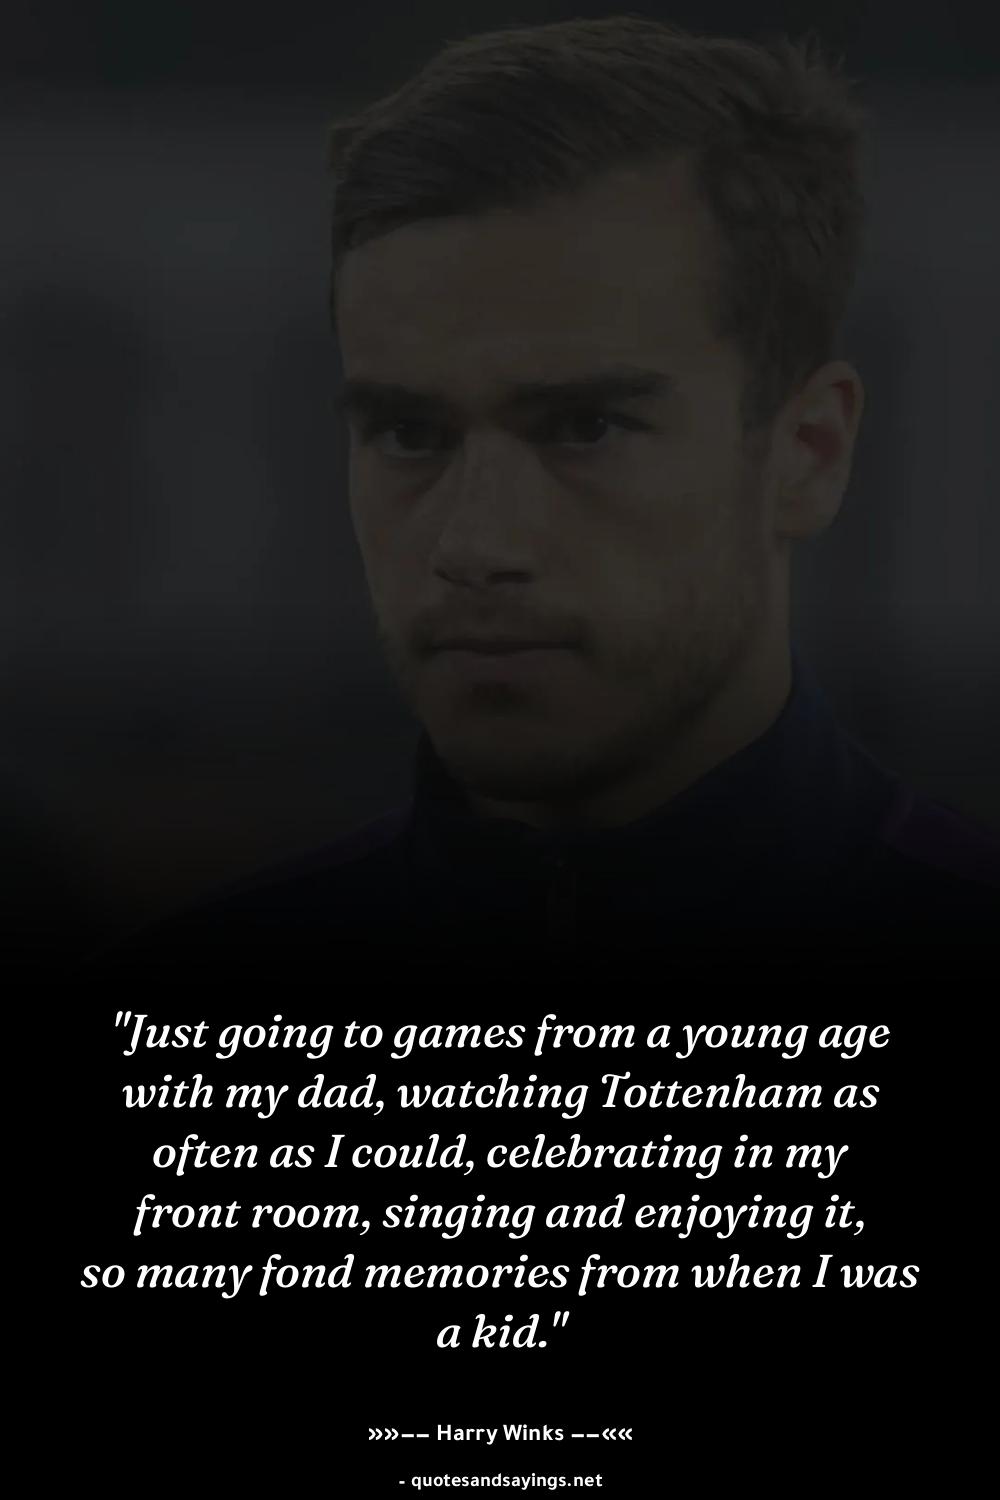 "Just going to games from a young age
with my dad, watching Tottenham as
often as I could, celebrating in my
front room, singing and enjoying it,
so many fond memories from when I was
a kid."
»»–– Harry Winks ––««
- quotesandsayings.net